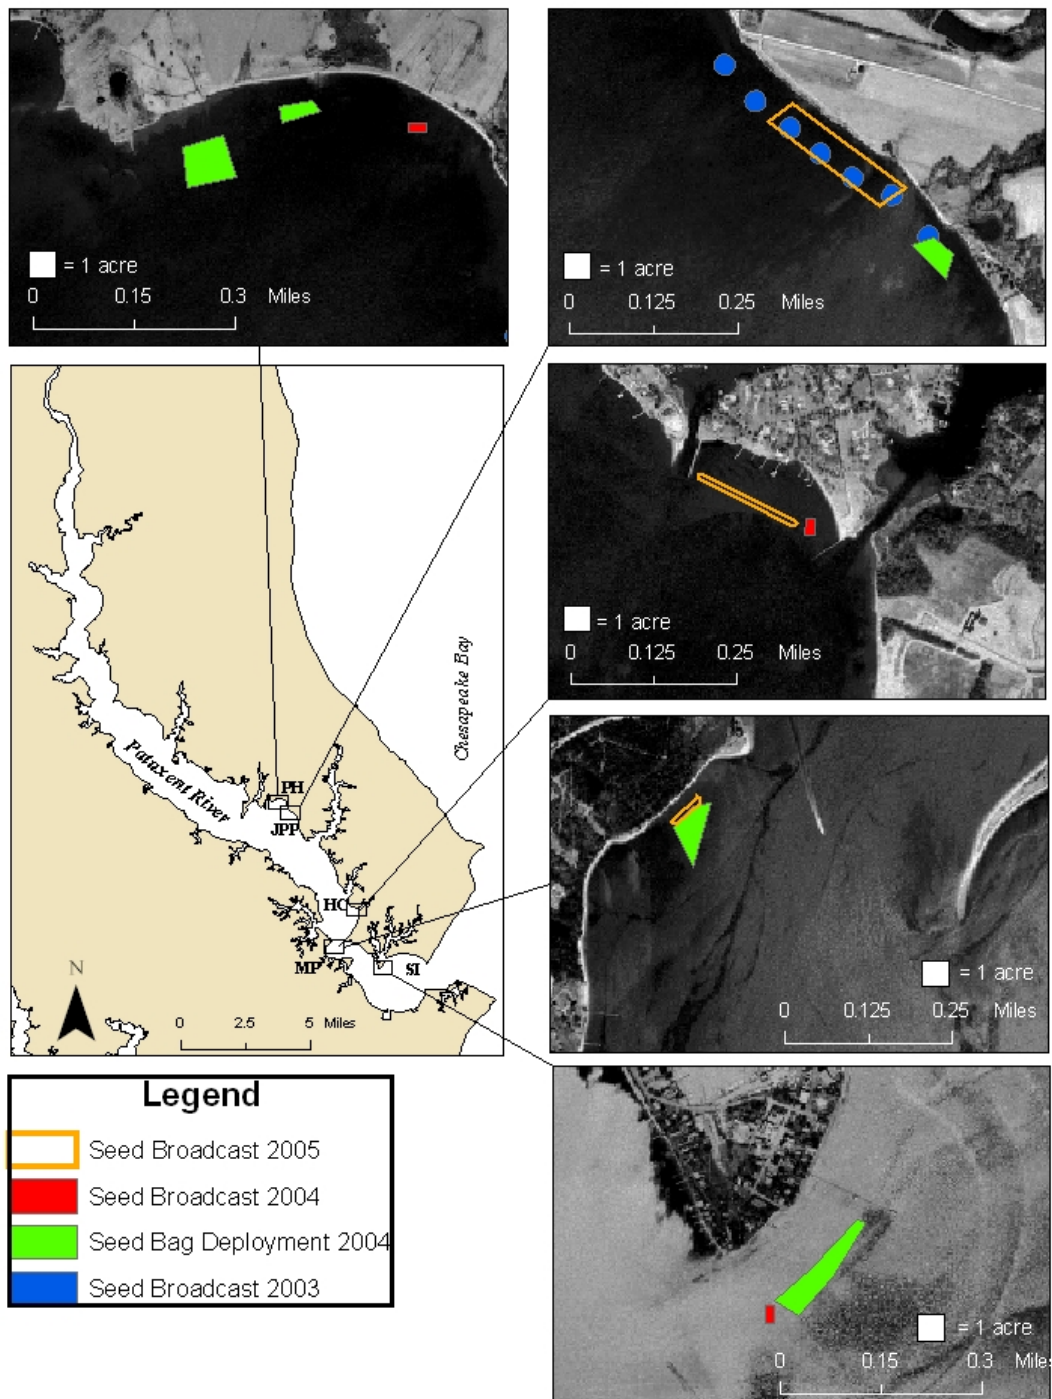 = 1 acre
0 0.15 0.3 Miles
= 1 acre
0 0.125 0.25
= 1 acre
0 0.125 0.25 Miles
Chesapeake Bay
Patuxent River
PH
JPP
HC
MP
SI
N
0 2.5 5 Miles
= 1 acre
0 0.125 0.25
= 1 acre
0 0.15 0.3 Miles
Legend
Seed Broadcast 2005
Seed Broadcast 2004
Seed Bag Deployment 2004
Seed Broadcast 2003